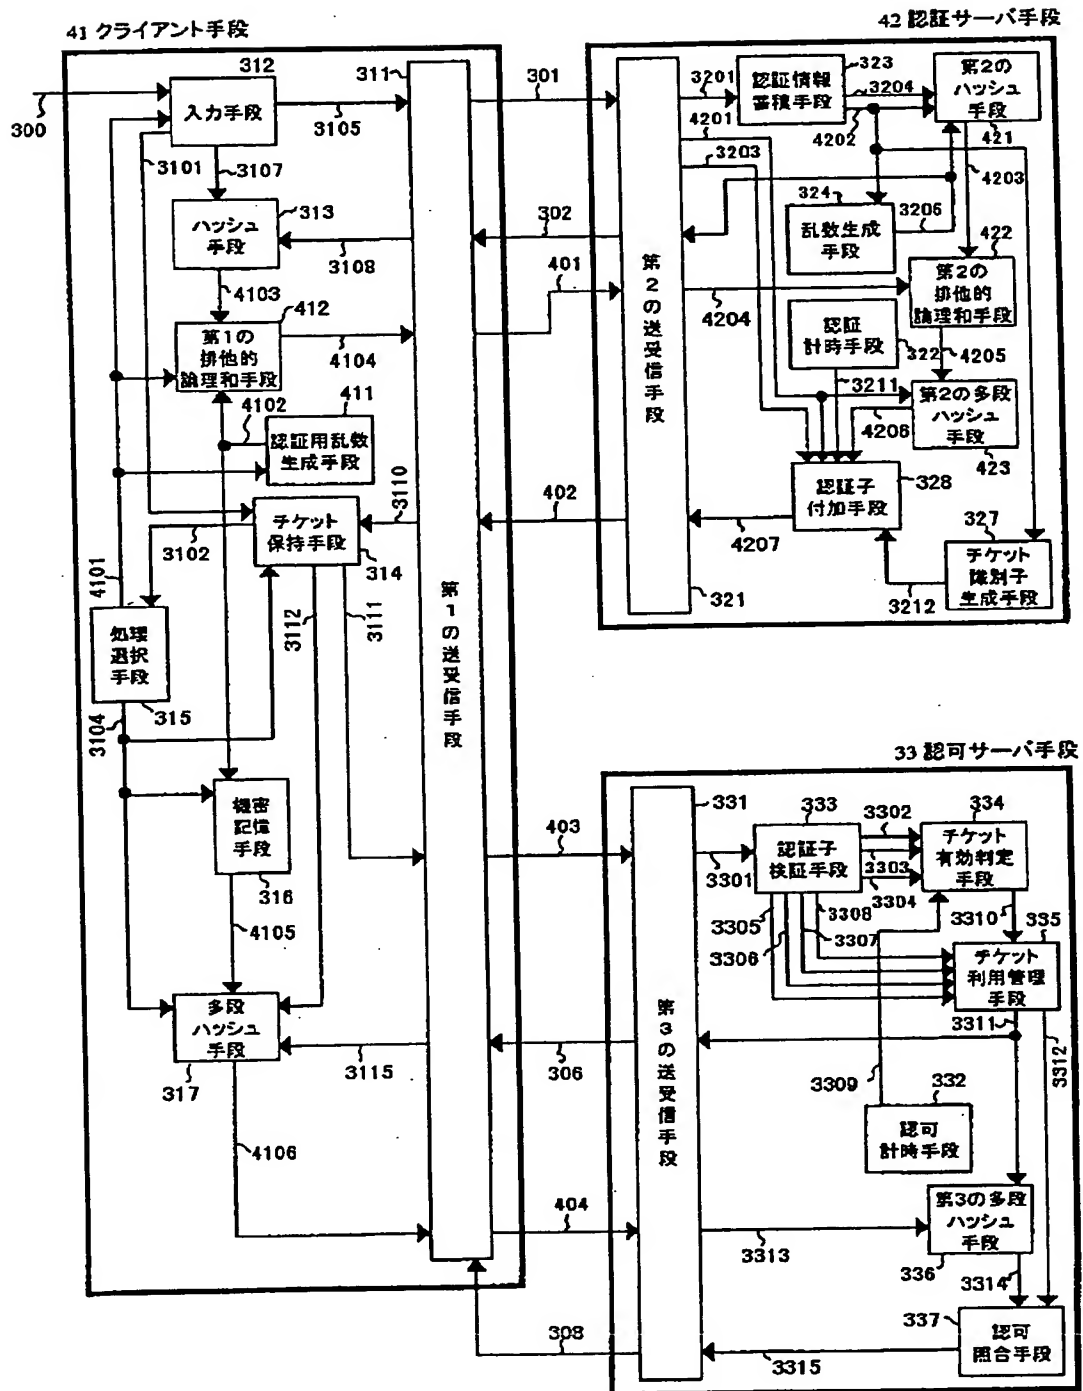 41 クライアント手段
300
312
入力手段
3105
3101
3107
313
ハッシュ
手段
3108
4103
412
第1の
排他的
論理和手段
4104
4102
411
認証用乱数
生成手段
3110
チケット
保持手段
314
3102
4101
3112
3111
処理
選択
手段
315
3104
機密
記憶
手段
316
4105
多段
ハッシュ
手段
317
3115
4106
311
第1の送受信手段
301
302
401
402
403
306
404
308
42 認証サーバ手段
第2の送受信手段
321
3201
4201
3203
認証情報
蓄積手段
323
3204
4202
第2の
ハッシュ
手段
421
4203
324
乱数生成
手段
3206
422
第2の
排他的
論理和手段
4204
認証
計時手段
322
4205
3211
第2の多段
ハッシュ
手段
423
4206
認証子
付加手段
328
4207
327
チケット
識別子
生成手段
3212
33 認可サーバ手段
331
第3の送受信手段
3301
333
認証子
検証手段
3302
3303
3304
334
チケット
有効判定
手段
3305
3306
3308
3307
3310
335
チケット
利用管理
手段
3311
3312
3309
332
認可
計時手段
3313
第3の多段
ハッシュ
手段
336
3314
337
認可
照合手段
3315